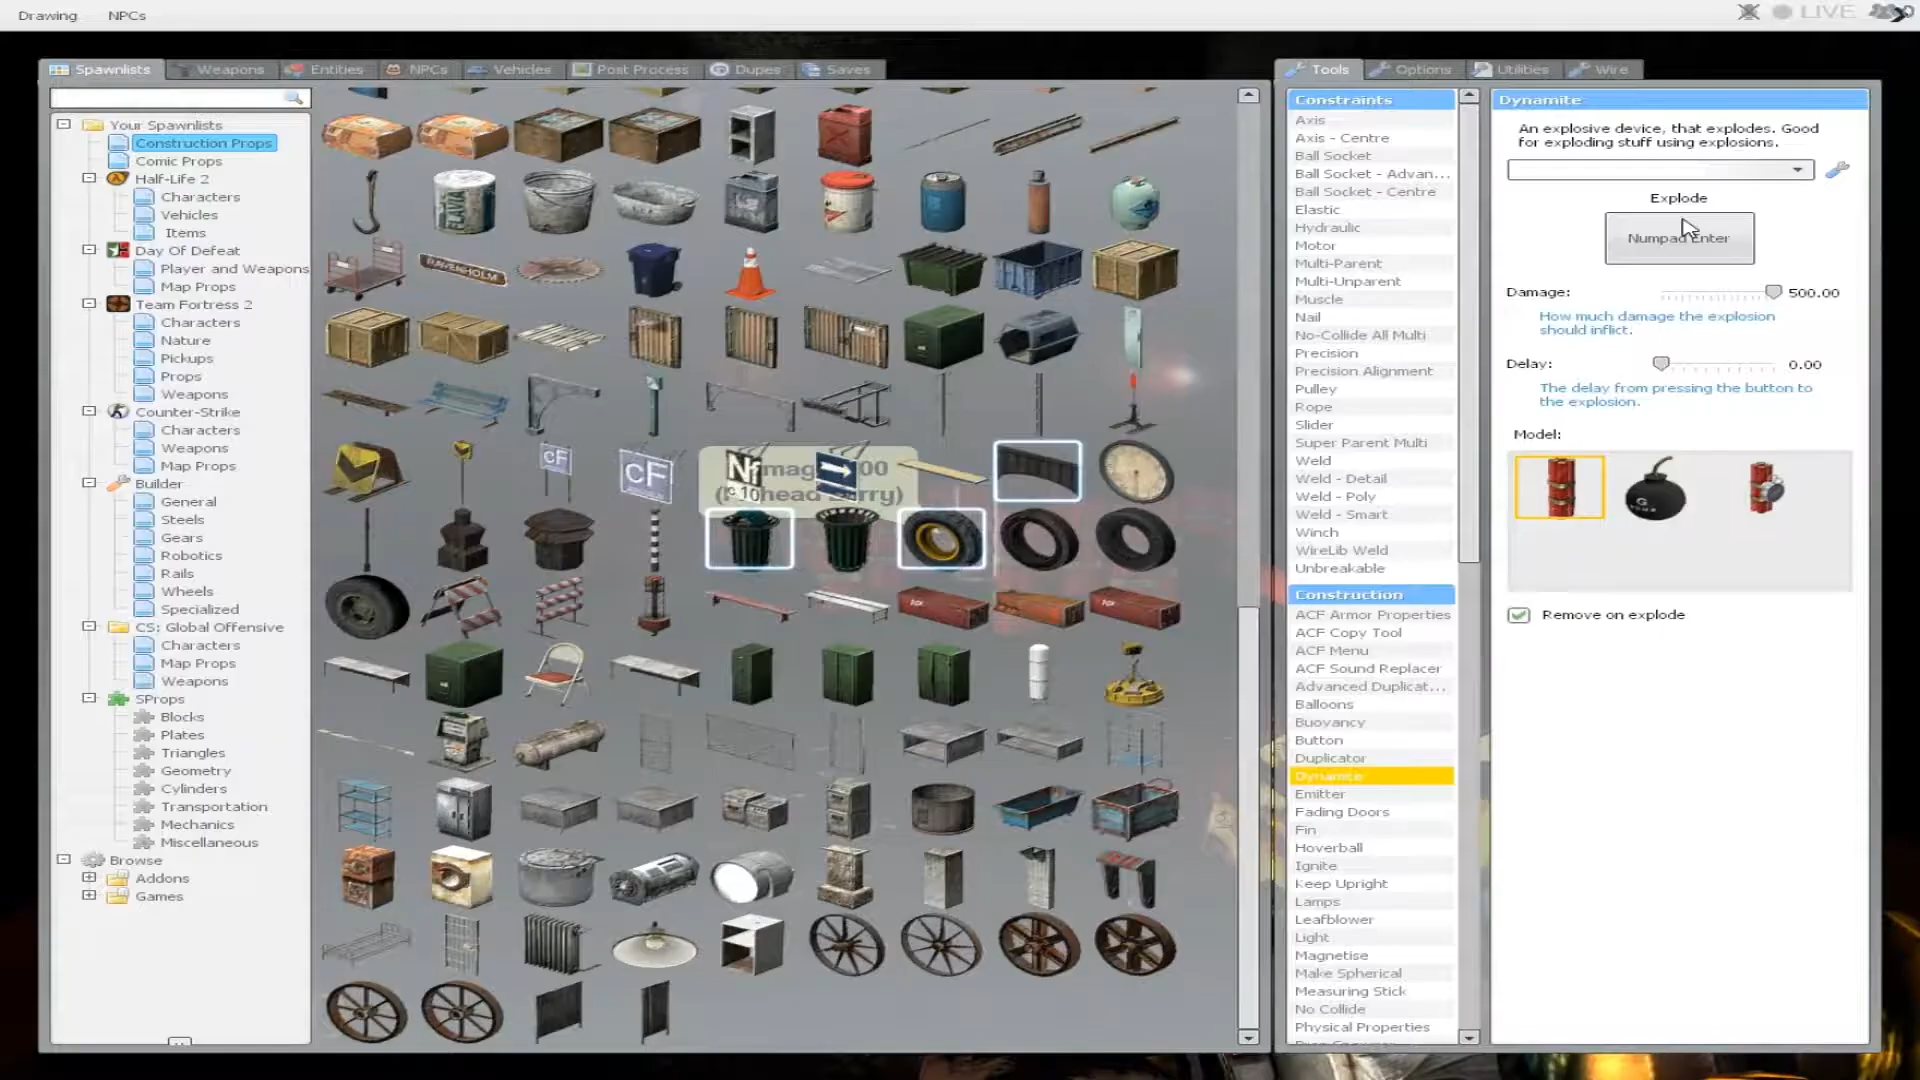 Drawing NPCs
LIVE
Spawnlists Weapons Entities NPCs Vehicles Post Process Dupes Saves
Your Spawnlists
Construction Props
Comic Props
Half-Life 2
Characters
Vehicles
Items
Day Of Defeat
Player and Weapons
Map Props
Team Fortress 2
Characters
Nature
Pickups
Props
Weapons
Counter-Strike
Characters
Weapons
Map Props
Builder
General
Steels
Gears
Robotics
Rails
Wheels
Specialized
CS: Global Offensive
Characters
Map Props
Weapons
SProps
Blocks
Plates
Triangles
Geometry
Cylinders
Transportation
Mechanics
Miscellaneous
Browse
Addons
Games
RAVENHOLM
cF
cF
Nf
Tools Options Utilities Wire
Constraints
Axis
Axis - Centre
Ball Socket
Ball Socket - Advan...
Ball Socket - Centre
Elastic
Hydraulic
Motor
Multi-Parent
Multi-Unparent
Muscle
Nail
No-Collide All Multi
Precision
Precision Alignment
Pulley
Rope
Slider
Super Parent Multi
Weld
Weld - Detail
Weld - Poly
Weld - Smart
Winch
WireLib Weld
Unbreakable
Construction
ACF Armor Properties
ACF Copy Tool
ACF Menu
ACF Sound Replacer
Advanced Duplicat...
Balloons
Buoyancy
Button
Duplicator
Dynamite
Emitter
Fading Doors
Fin
Hoverball
Ignite
Keep Upright
Lamps
Leafblower
Light
Magnetise
Make Spherical
Measuring Stick
No Collide
Physical Properties
Dynamite
An explosive device, that explodes. Good
for exploding stuff using explosions.
Explode
Numpad Enter
Damage: 500.00
How much damage the explosion
should inflict.
Delay: 0.00
The delay from pressing the button to
the explosion.
Model:
Remove on explode